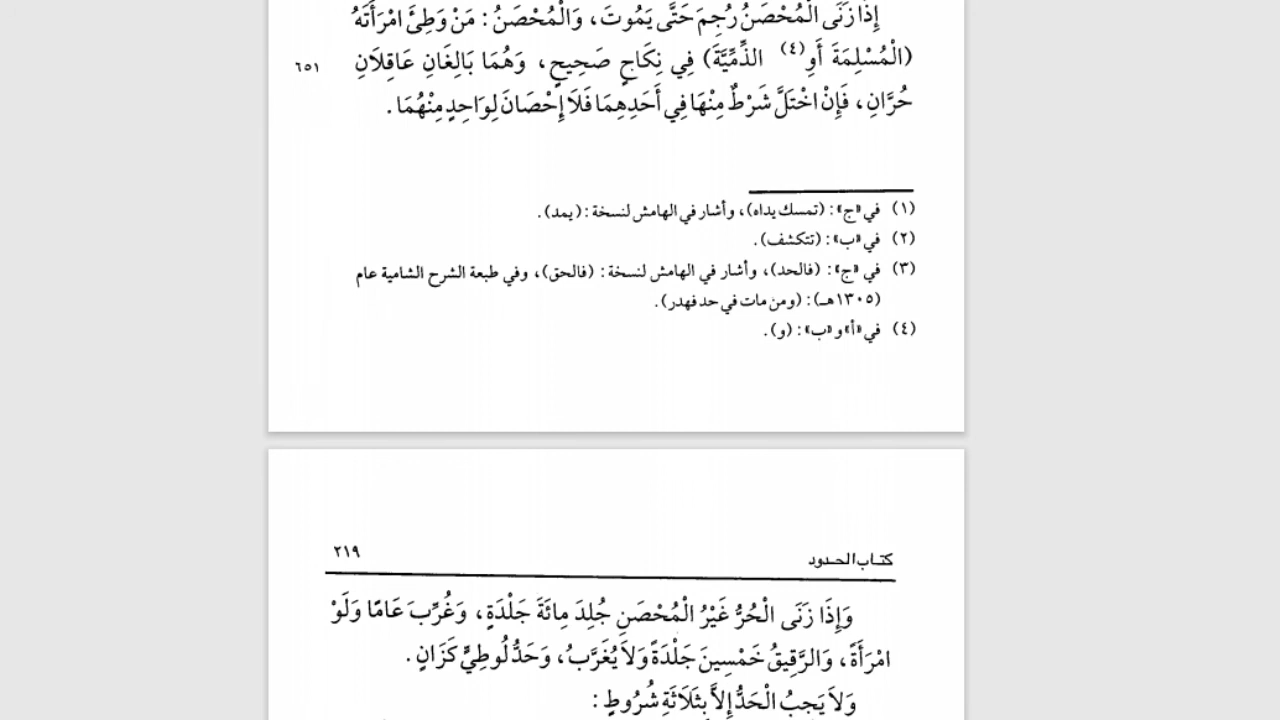 إِذَا زَنَى الْمُحْصَنُ رُجِمَ حَتَّى يَمُوتَ، وَالْمُحْصَنُ: مَنْ وَطِئَ امْرَأَتَهُ
(الْمُسْلِمَةَ أَوِ(٤) الذِّمِّيَّةَ) فِي نِكَاحٍ صَحِيحٍ، وَهُمَا بَالِغَانِ عَاقِلَانِ ٦٥١
حُرَّانِ، فَإِنْ اخْتَلَّ شَرْطٌ مِنْهَا فِي أَحَدِهِمَا فَلَا إِحْصَانَ لِوَاحِدٍ مِنْهُمَا.
(١) في «ج»: (تمسك يداه)، وأشار في الهامش لنسخة: (يمد).
(٢) في «ب»: (تتكشف).
(٣) في «ج»: (فالحد)، وأشار في الهامش لنسخة: (فالحق)، وفي طبعة الشرح الشامية عام
(١٣٠٥هـ): (ومن مات في حد فهدر).
(٤) في «أ» و «ب»: (و).
كتاب الحدود ٢١٩
وَإِذَا زَنَى الْحُرُّ غَيْرُ الْمُحْصَنِ جُلِدَ مِائَةَ جَلْدَةٍ، وَغُرِّبَ عَامًا وَلَوْ
امْرَأَةً، وَالرَّقِيقُ خَمْسِينَ جَلْدَةً وَلَا يُغَرَّبُ، وَحَدُّ لُوطِيٍّ كَزَانٍ.
وَلَا يَجِبُ الْحَدُّ إِلاَّ بِثَلَاثَةِ شُرُوطٍ: